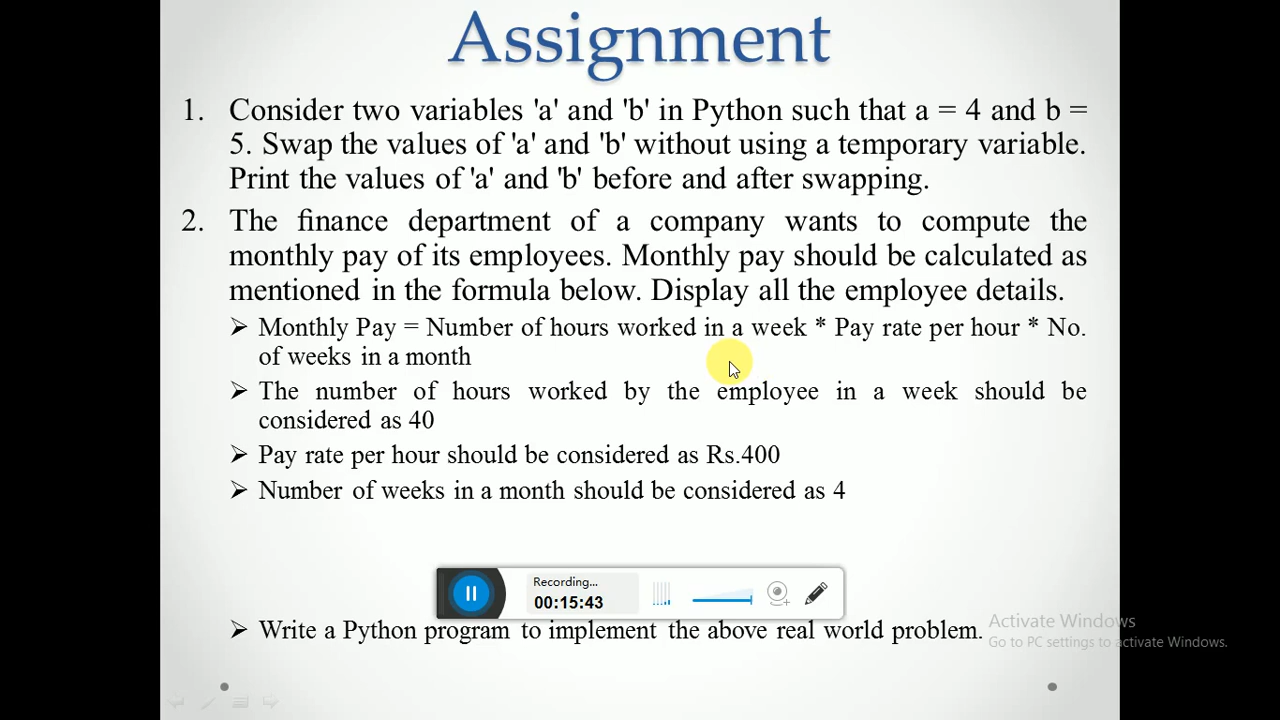 Assignment
1. Consider two variables 'a' and 'b' in Python such that a = 4 and b =
5. Swap the values of 'a' and 'b' without using a temporary variable.
Print the values of 'a' and 'b' before and after swapping.
2. The finance department of a company wants to compute the
monthly pay of its employees. Monthly pay should be calculated as
mentioned in the formula below. Display all the employee details.
➢ Monthly Pay = Number of hours worked in a week * Pay rate per hour * No.
of weeks in a month
➢ The number of hours worked by the employee in a week should be
considered as 40
➢ Pay rate per hour should be considered as Rs.400
➢ Number of weeks in a month should be considered as 4
Recording...
00:15:43
➢ Write a Python program to implement the above real world problem.
Activate Windows
Go to PC settings to activate Windows.